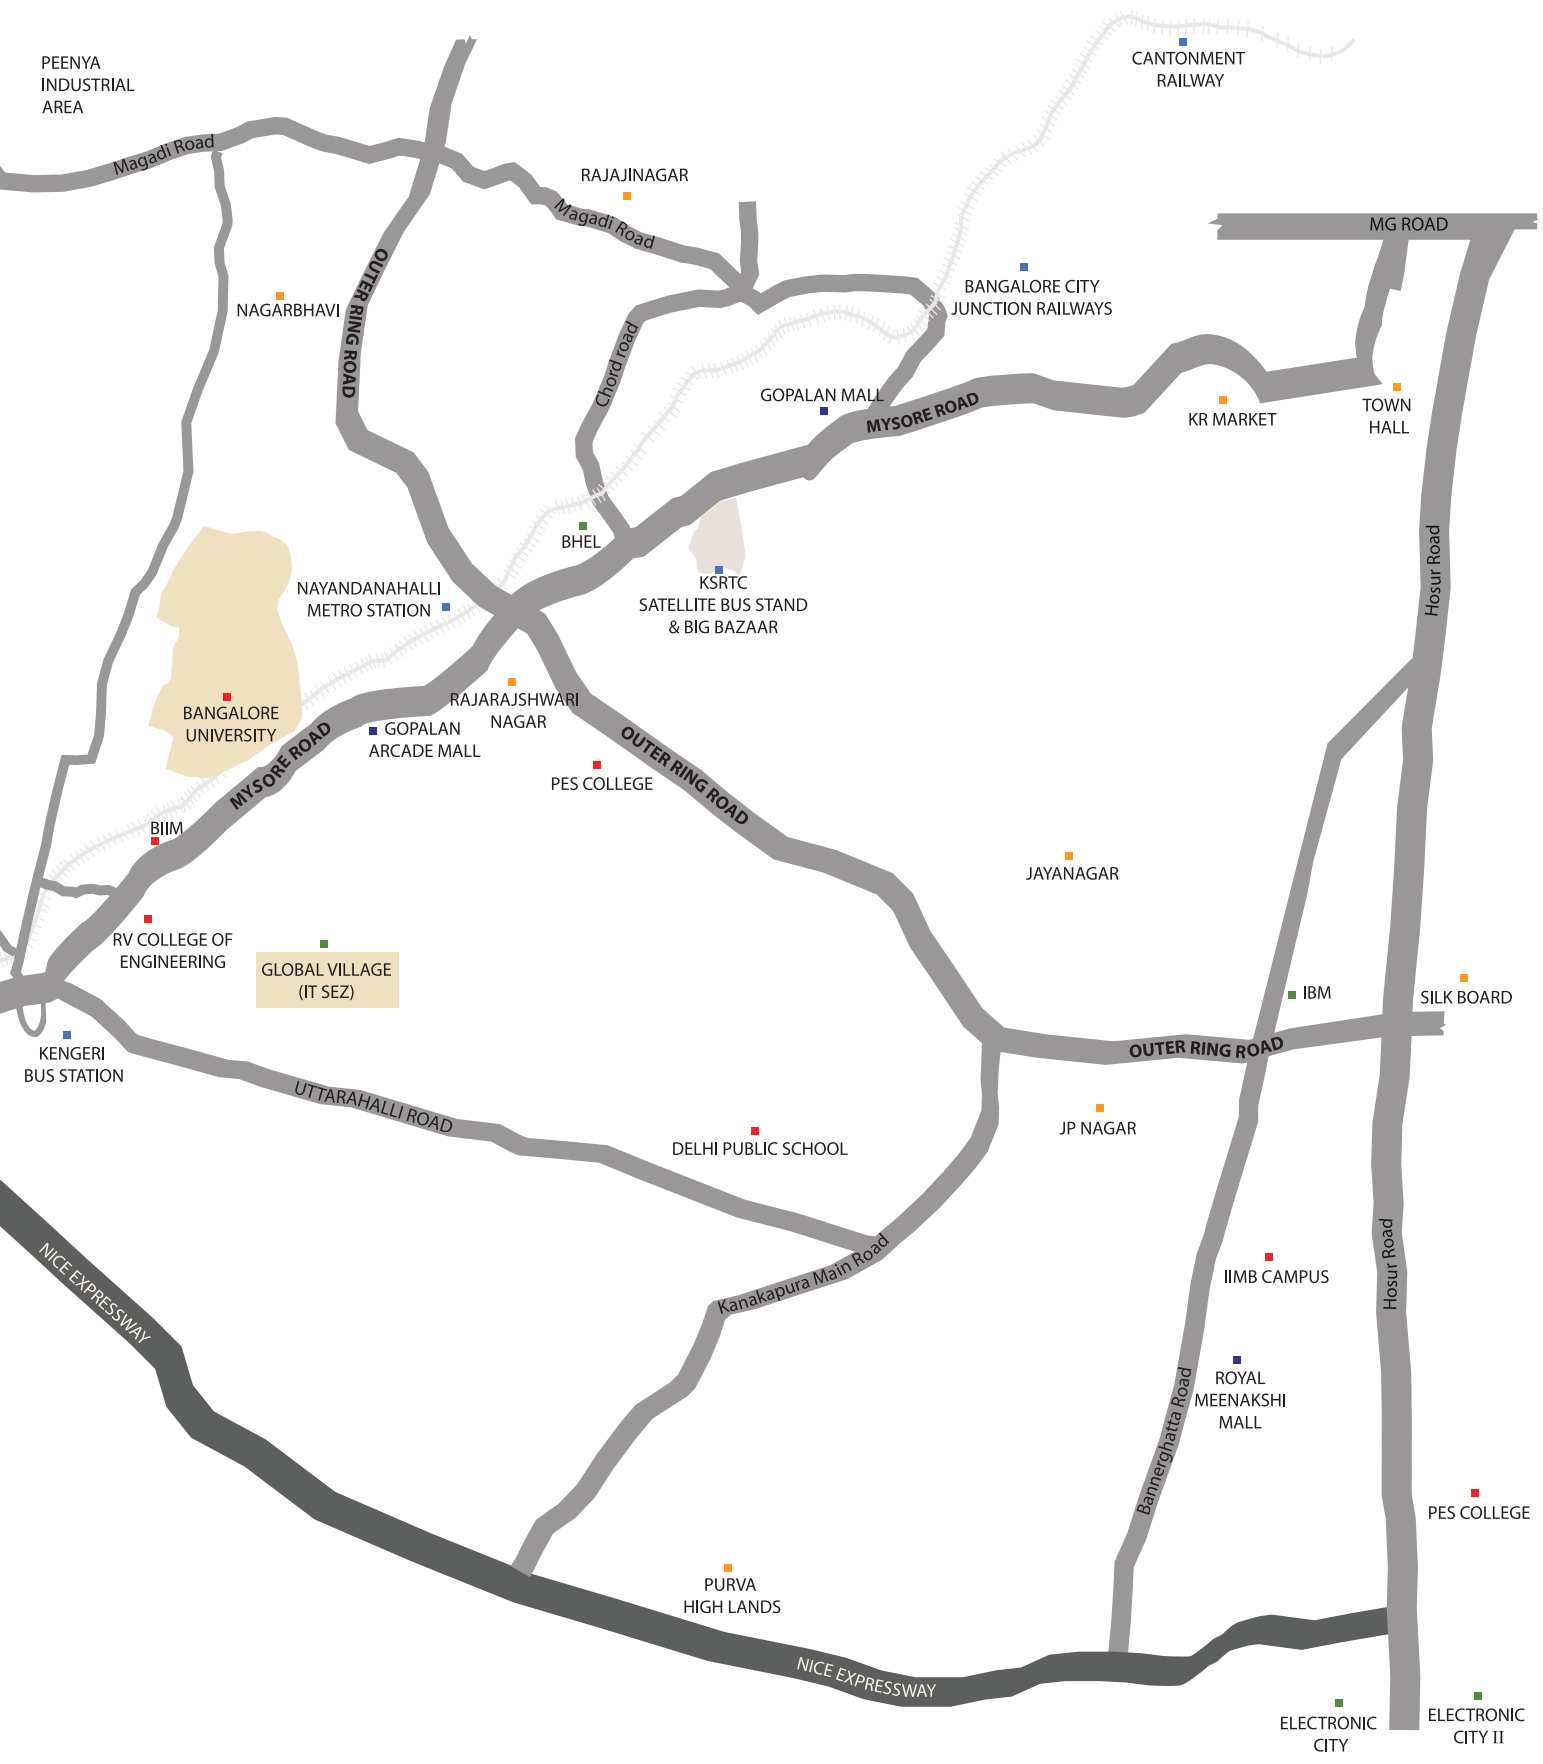 CANTONMENT
RAILWAY
PEENYA
INDUSTRIAL
AREA
Magadi Road
RAJAJINAGAR
Magadi Road
MG ROAD
NAGARBHAVI
OUTER RING ROAD
BANGALORE CITY
JUNCTION RAILWAYS
Chord road
GOPALAN MALL
MYSORE ROAD
KR MARKET
TOWN
HALL
BHEL
Hosur Road
NAYANDANAHALLI
METRO STATION
KSRTC
SATELLITE BUS STAND
& BIG BAZAAR
RAJARAJSHWARI
NAGAR
BANGALORE
UNIVERSITY
GOPALAN
ARCADE MALL
MYSORE ROAD
OUTER RING ROAD
PES COLLEGE
BIIM
JAYANAGAR
RV COLLEGE OF
ENGINEERING
GLOBAL VILLAGE
(IT SEZ)
IBM
SILK BOARD
KENGERI
BUS STATION
OUTER RING ROAD
UTTARAHALLI ROAD
JP NAGAR
DELHI PUBLIC SCHOOL
Kanakapura Main Road
IIMB CAMPUS
Hosur Road
NICE EXPRESSWAY
ROYAL
MEENAKSHI
MALL
Bannerghatta Road
PES COLLEGE
PURVA
HIGH LANDS
NICE EXPRESSWAY
ELECTRONIC
CITY
ELECTRONIC
CITY II